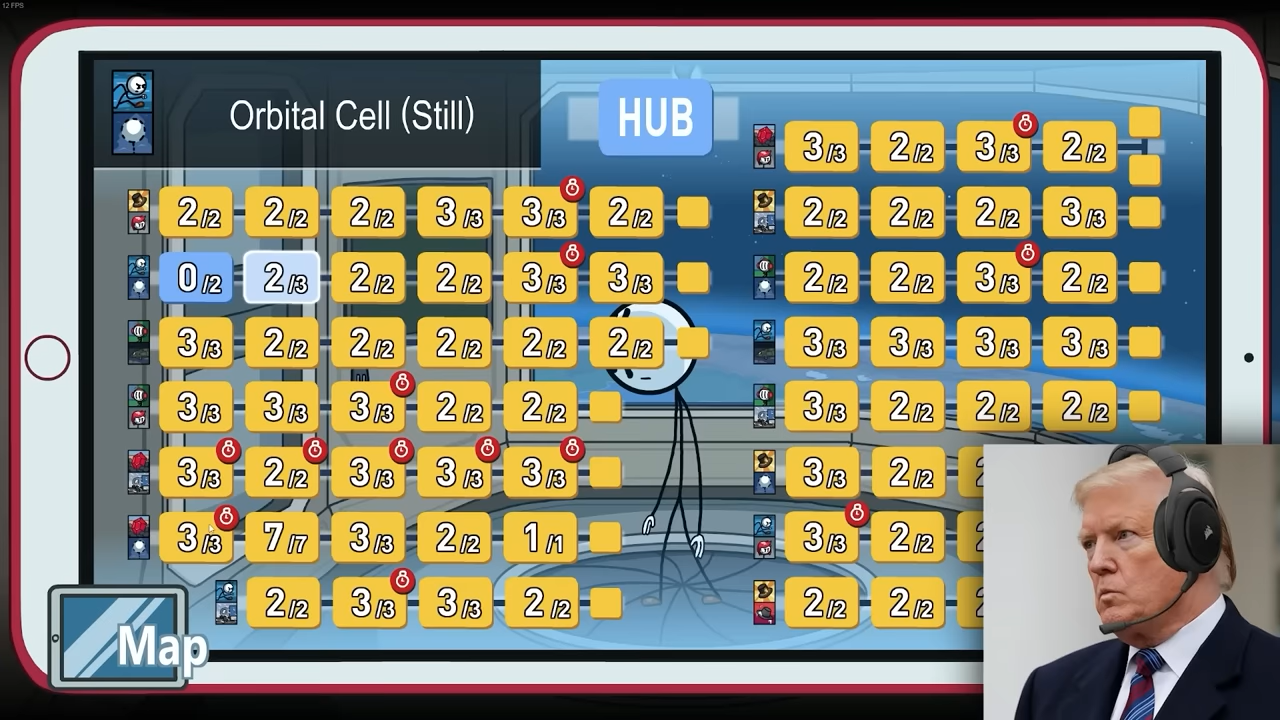 12 FPS
Orbital Cell (Still)
HUB
3/3 2/2 3/3 2/2
2/2 2/2 2/2 3/3 3/3 2/2
2/2 2/2 2/2 3/3
0/2 2/3 2/2 2/2 3/3 3/3
2/2 2/2 3/3 2/2
3/3 2/2 2/2 2/2 2/2 2/2
3/3 3/3 3/3 3/3
3/3 3/3 3/3 2/2 2/2
3/3 2/2 2/2 2/2
3/3 2/2 3/3 3/3 3/3
3/3 2/2 2
3/3 7/7 3/3 2/2 1/1
3/3 2/2 2
2/2 3/3 3/3 2/2
2/2 2/2 2
Map